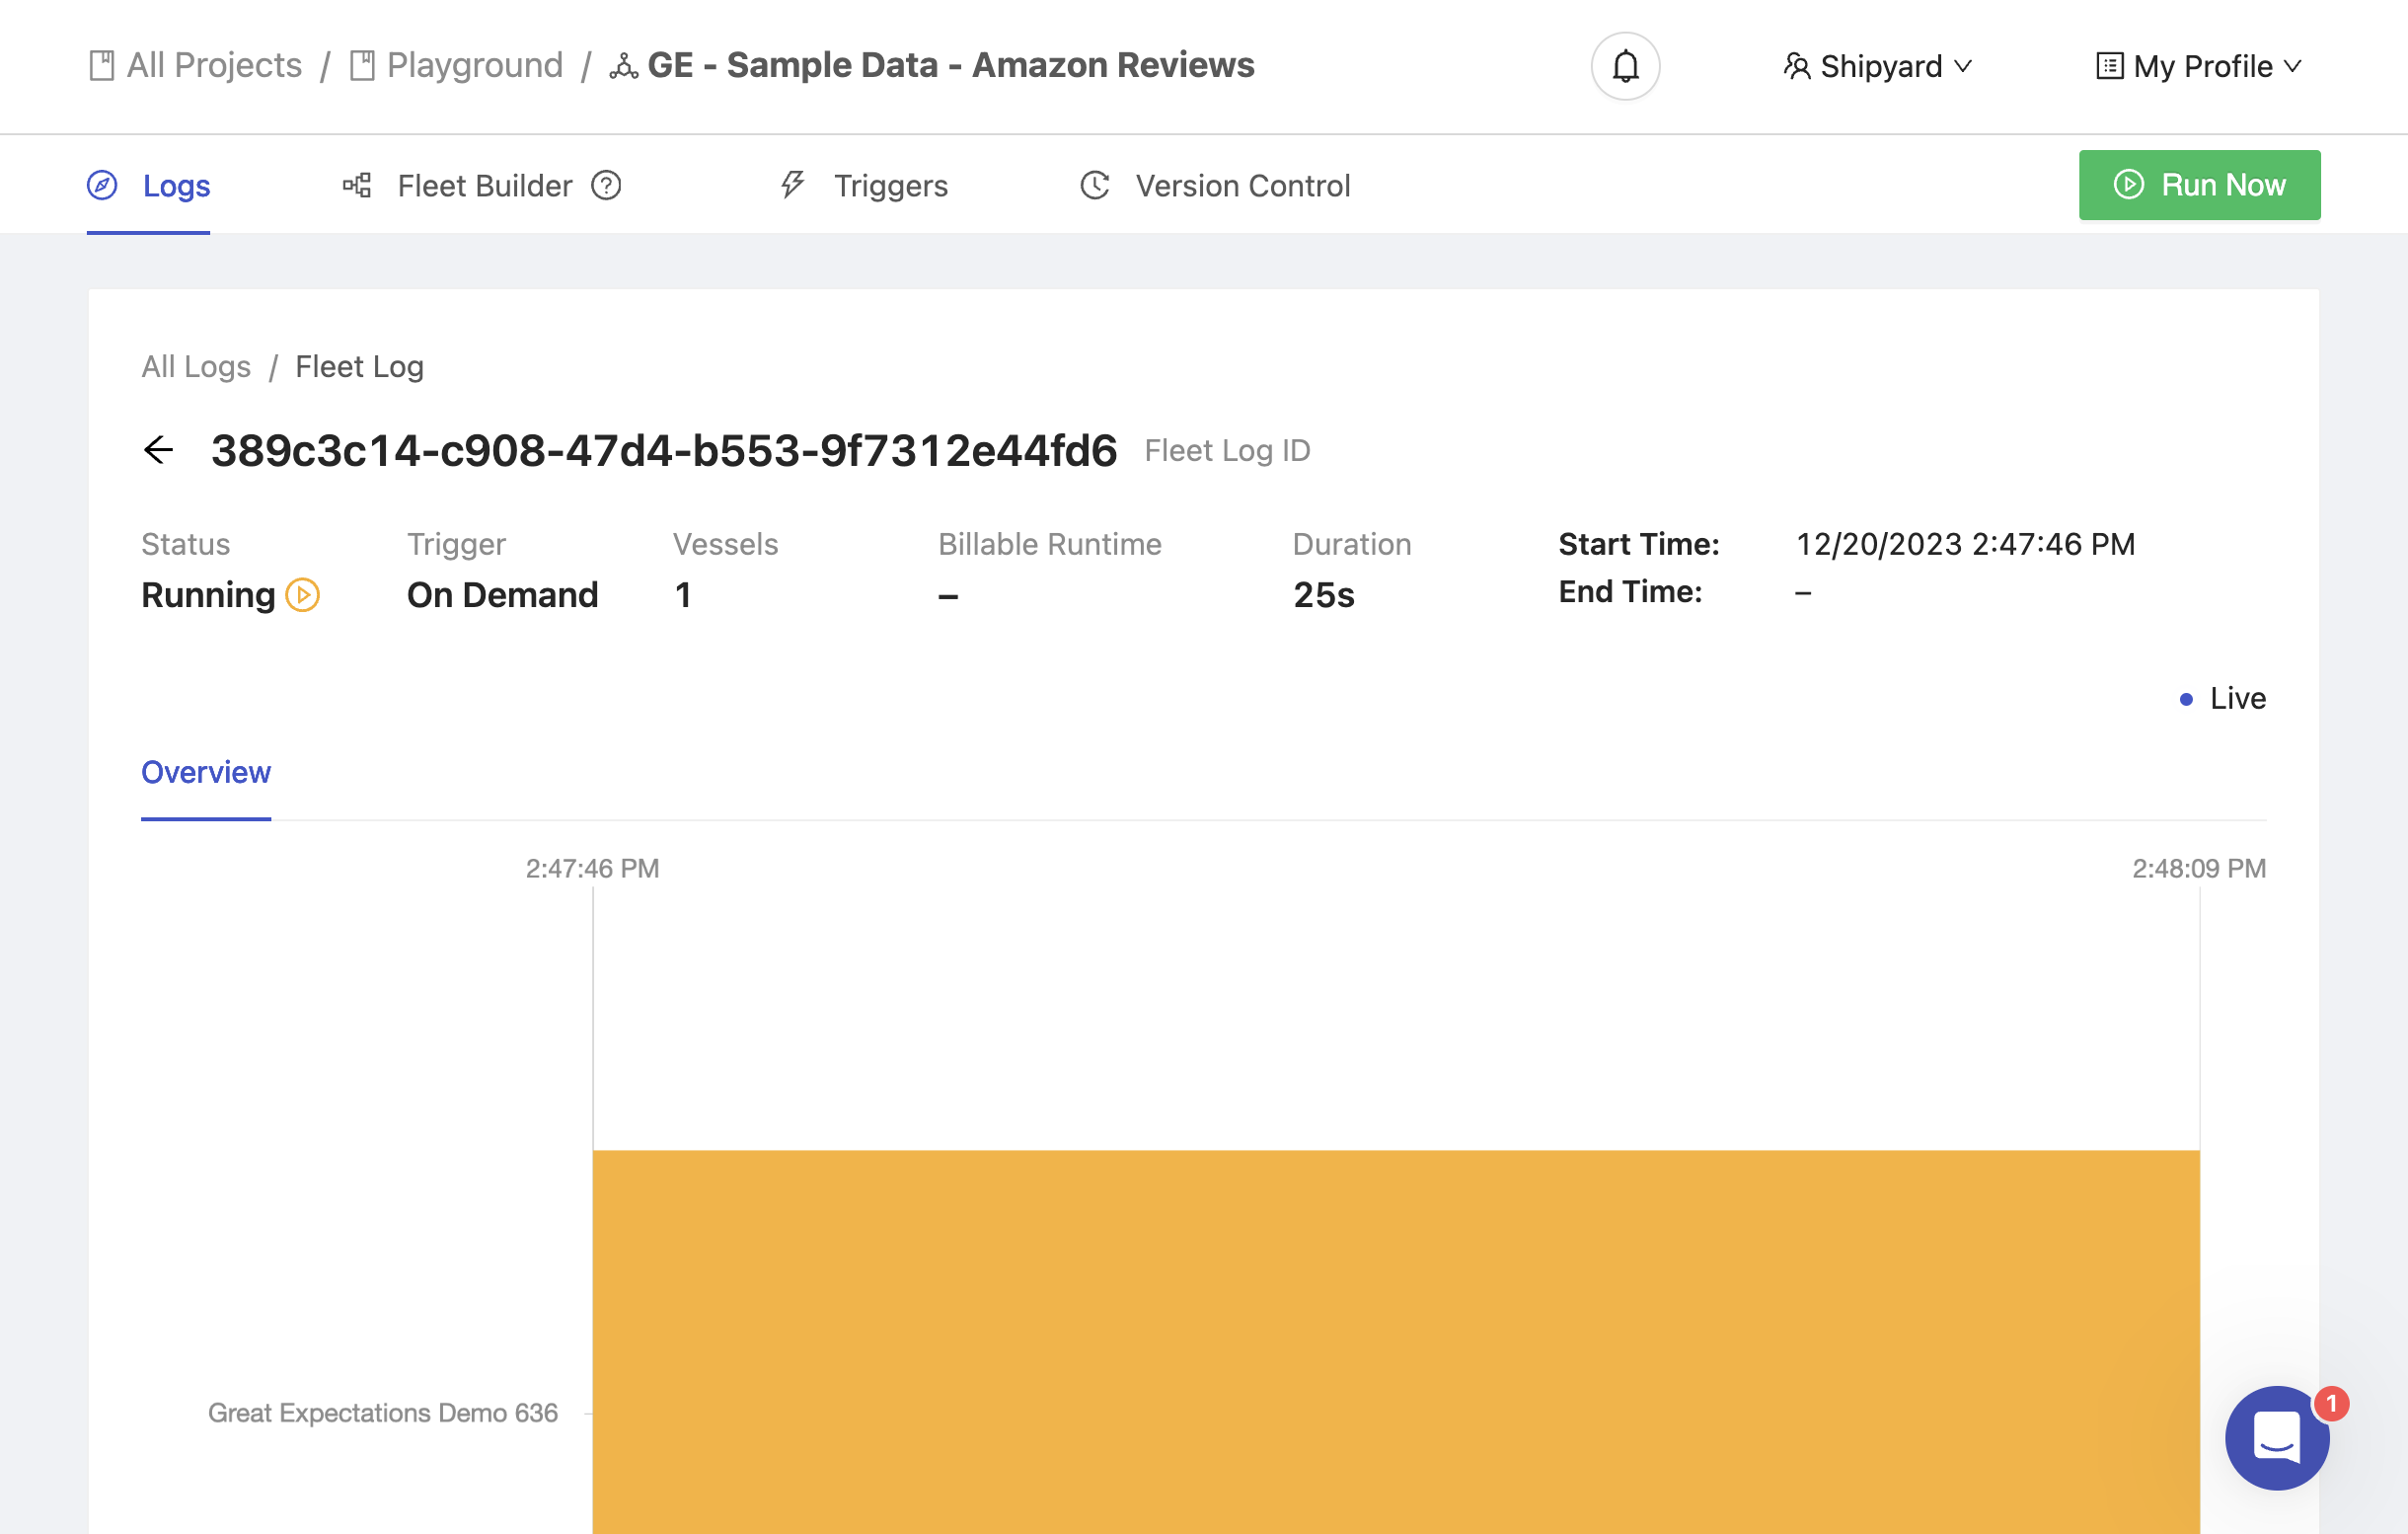 All Projects / Playground / GE - Sample Data - Amazon Reviews
Shipyard
My Profile
Logs
Fleet Builder
Triggers
Version Control
Run Now
All Logs / Fleet Log
389c3c14-c908-47d4-b553-9f7312e44fd6 Fleet Log ID
Status
Running
Trigger
On Demand
Vessels
1
Billable Runtime
–
Duration
25s
Start Time: 12/20/2023 2:47:46 PM
End Time: –
Live
Overview
2:47:46 PM
2:48:09 PM
Great Expectations Demo 636
1